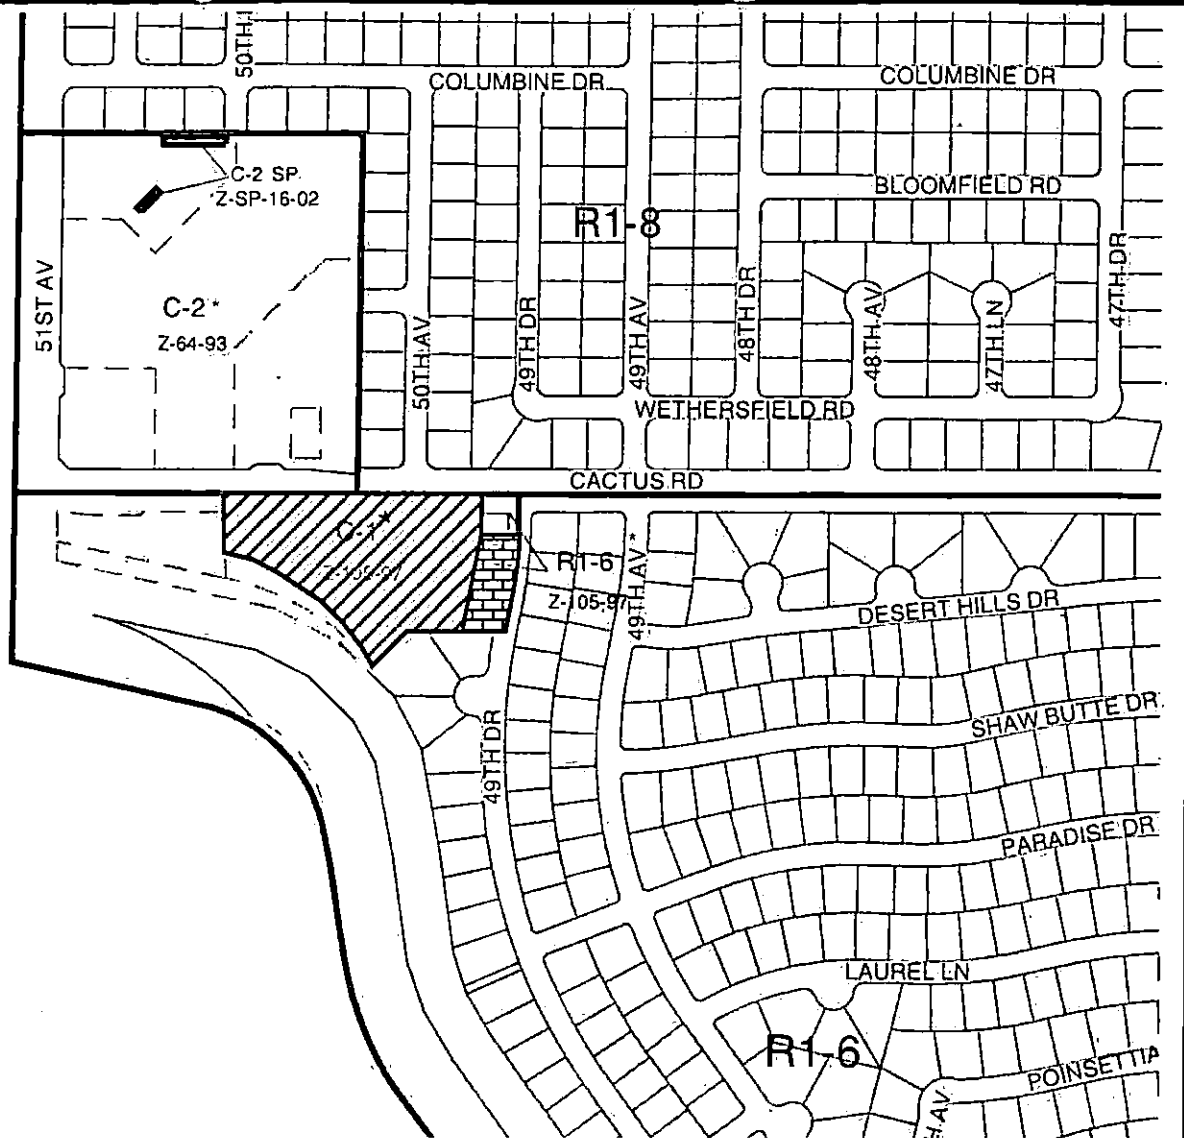 50TH
COLUMBINE DR
COLUMBINE DR
C-2 SP
Z-SP-16-02
BLOOMFIELD RD
R1-8
51ST AV
C-2*
Z-64-93
50TH AV
49TH DR
49TH AV
48TH DR
48TH AV
47TH LN
47TH DR
WETHERSFIELD RD
CACTUS RD
C-1*
R1-6
Z-105-97
49TH AV*
DESERT HILLS DR
SHAW BUTTE DR
49TH DR
PARADISE DR
LAUREL LN
R1-6
POINSETTIA
H AV